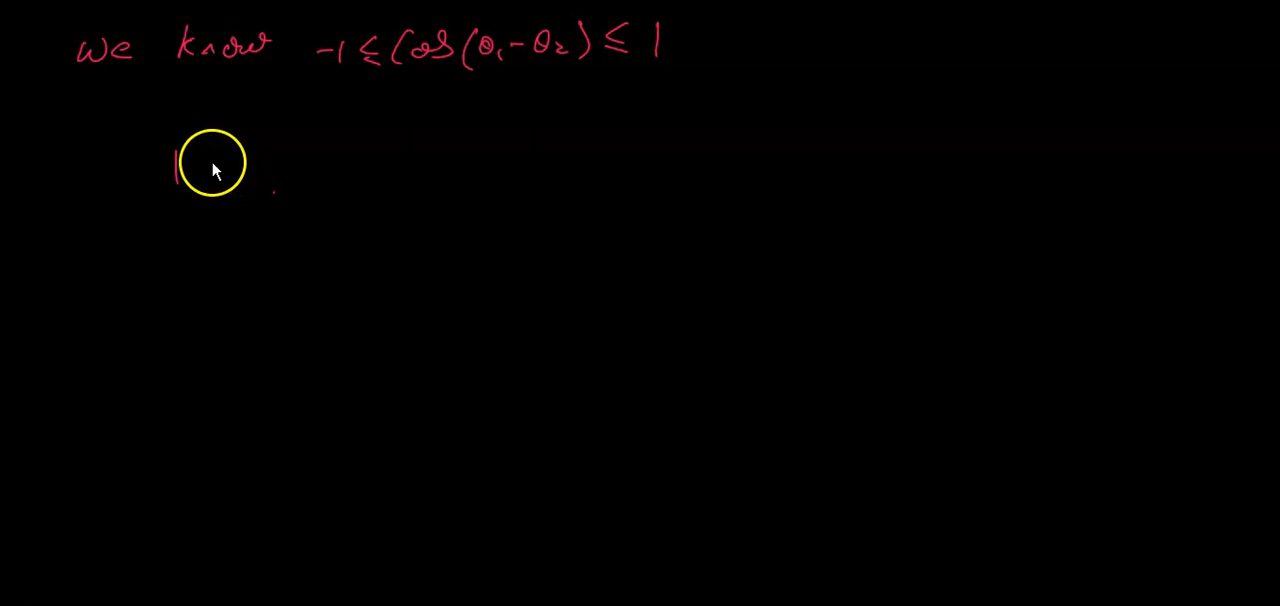 we know -1 ≤ Cos(θ₁ - θ₂) ≤ 1
|